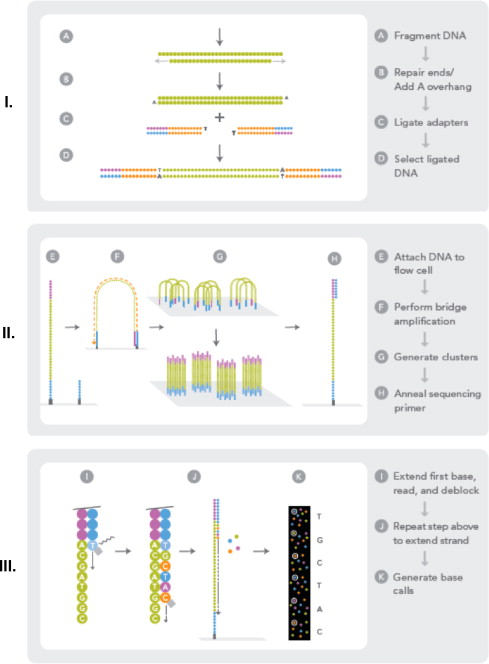 I.
A
B
C
D
A
A
+
T
T
T
A
A
T
A Fragment DNA
B Repair ends/
Add A overhang
C Ligate adapters
D Select ligated
DNA
II.
E
F
G
H
E Attach DNA to
flow cell
F Perform bridge
amplification
G Generate clusters
H Anneal sequencing
primer
III.
I
J
K
A T
C
G
A
T
G
G
C
A T
C G
G C
A T
T A
G C
G
C
T
G
C
T
A
C
I Extend first base,
read, and deblock
J Repeat step above
to extend strand
K Generate base
calls